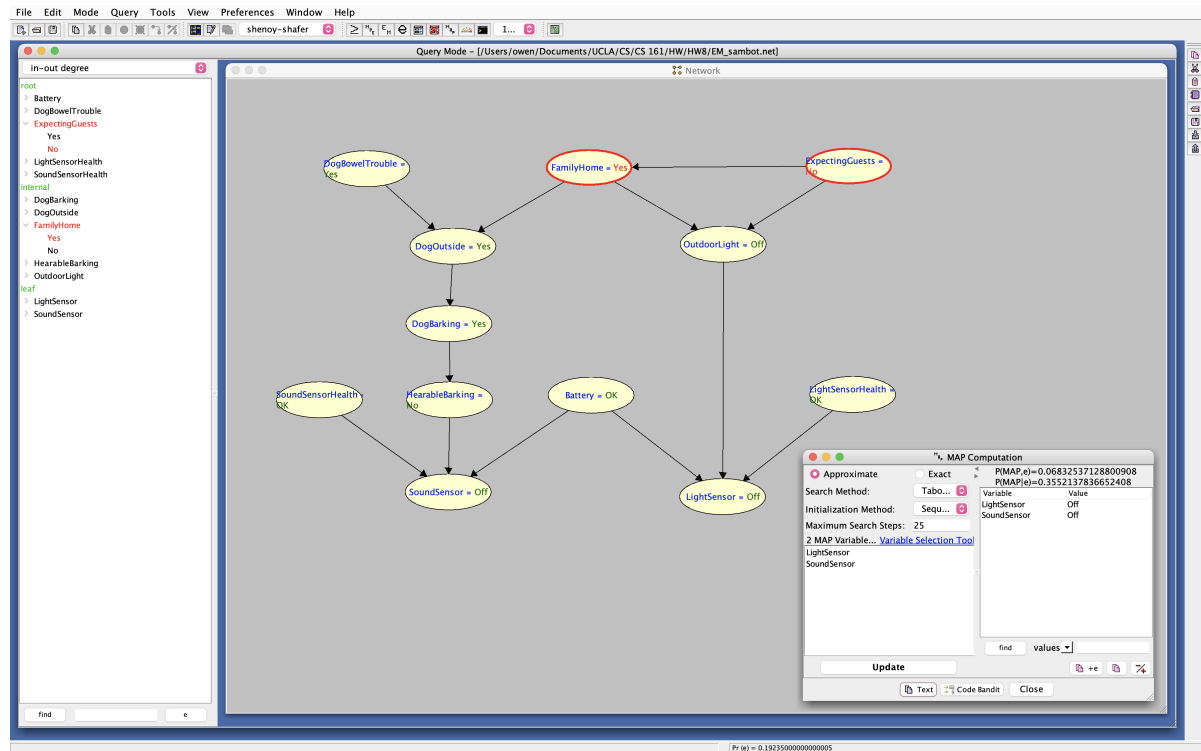 File Edit Mode Query Tools View Preferences Window Help
shenoy-shafer
1...
Query Mode – [/Users/owen/Documents/UCLA/CS/CS 161/HW/HW8/EM_sambot.net]
in-out degree
root
Battery
DogBowelTrouble
ExpectingGuests
Yes
No
LightSensorHealth
SoundSensorHealth
internal
DogBarking
DogOutside
FamilyHome
Yes
No
HearableBarking
OutdoorLight
leaf
LightSensor
SoundSensor
find
e
Network
DogBowelTrouble =
Yes
FamilyHome = Yes
ExpectingGuests =
No
DogOutside = Yes
OutdoorLight = Off
DogBarking = Yes
SoundSensorHealth =
OK
HearableBarking =
No
Battery = OK
LightSensorHealth =
OK
SoundSensor = Off
LightSensor = Off
MAP Computation
Approximate Exact
Search Method: Tabo...
Initialization Method: Sequ...
Maximum Search Steps: 25
2 MAP Variable... Variable Selection Tool
LightSensor
SoundSensor
Update
P(MAP,e)=0.06832537128800908
P(MAP|e)=0.3552137836652408
Variable Value
LightSensor Off
SoundSensor Off
find values
+e
Text Code Bandit Close
Pr (e) = 0.19235000000000005